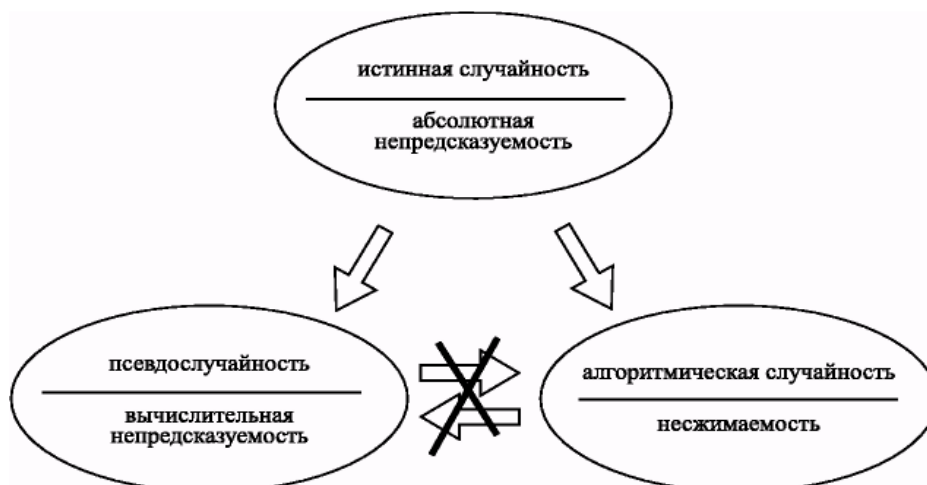 истинная случайность
абсолютная
непредсказуемость
псевдослучайность
вычислительная
непредсказуемость
алгоритмическая случайность
несжимаемость